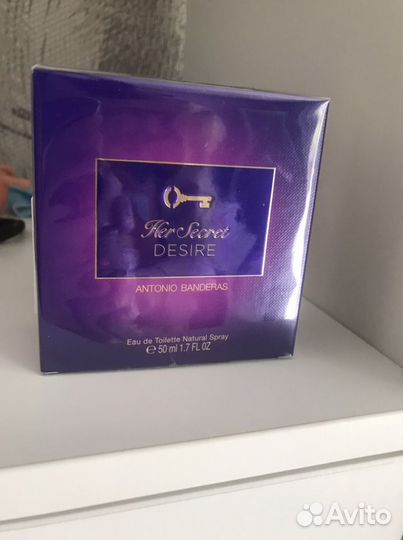 Her Secret
DESIRE
ANTONIO BANDERAS
Eau de Toilette Natural Spray
℮ 50 ml 1.7 FL OZ
Avito